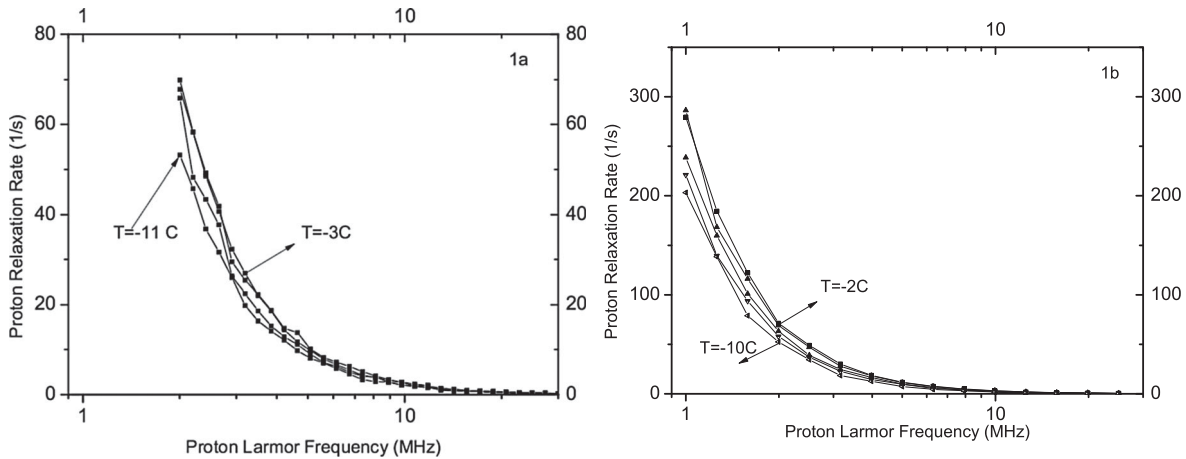 1 10
80 80
1a
60 60
40 40
T=-11 C T=-3C
20 20
0 0
1 10
Proton Relaxation Rate (1/s)
Proton Larmor Frequency (MHz)
1 10
1b
300 300
200 200
100 100
T=-2C
T=-10C
0 0
1 10
Proton Relaxation Rate (1/s)
Proton Larmor Frequency (MHz)